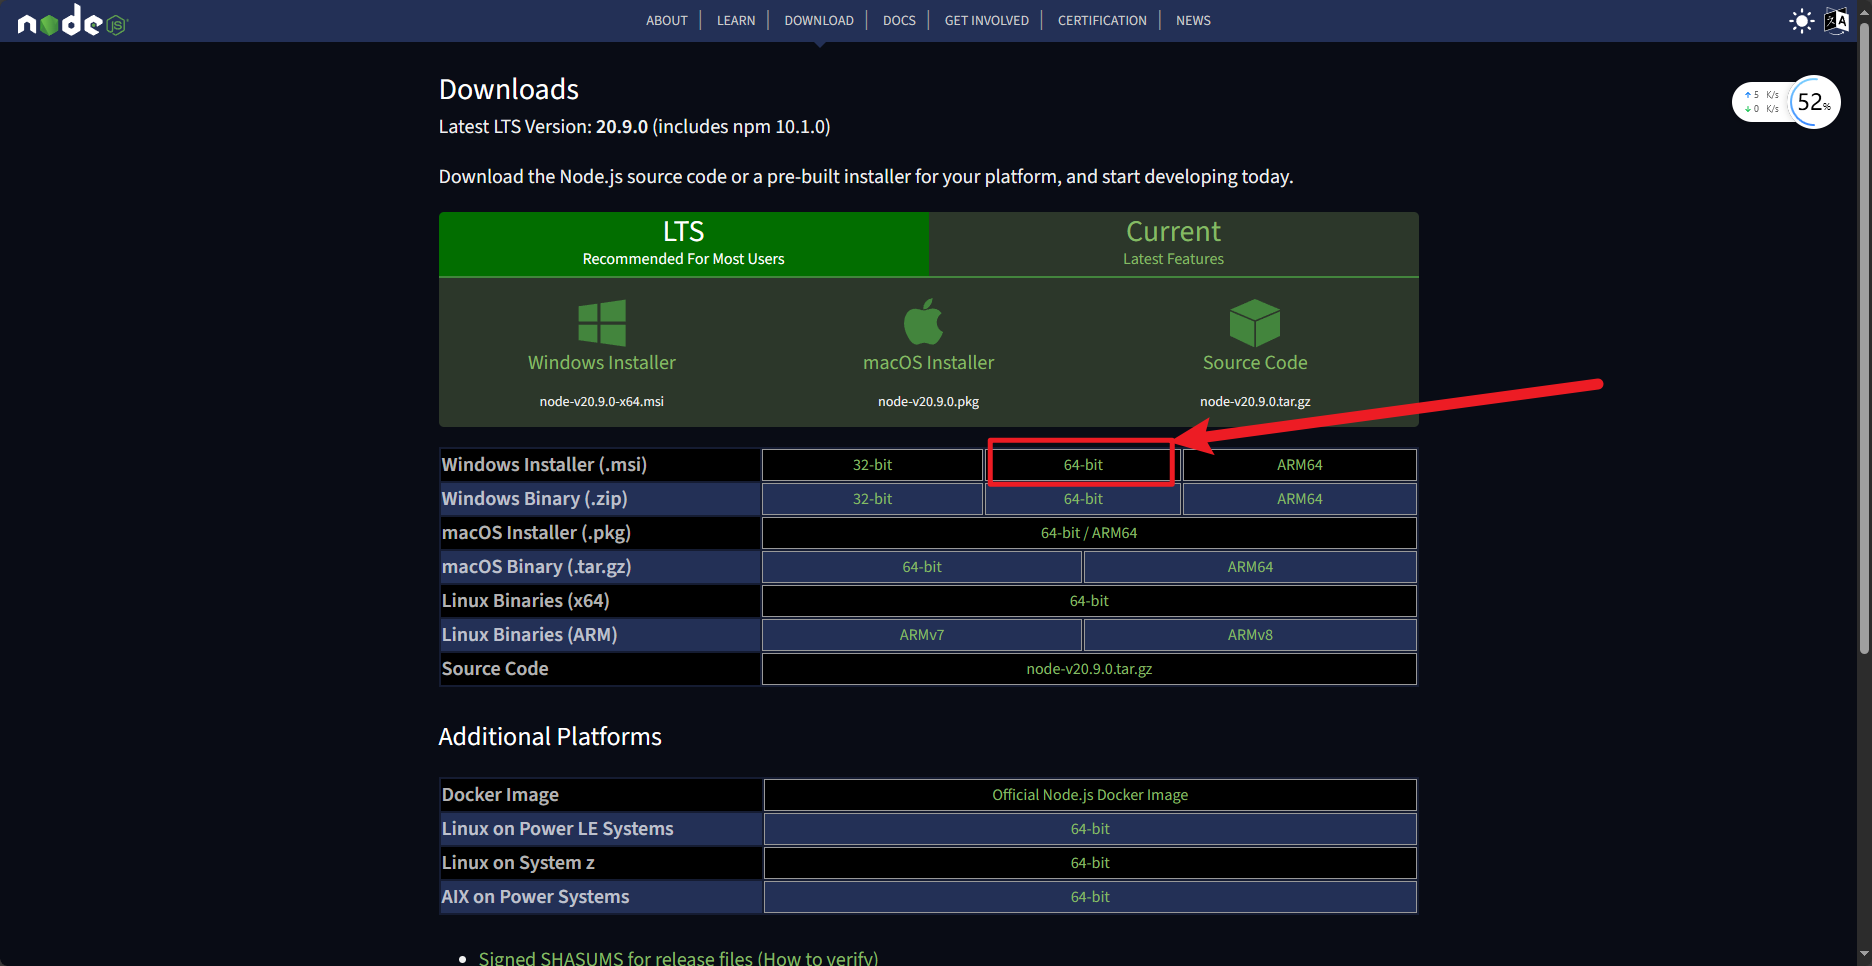 node JS
ABOUT | LEARN | DOWNLOAD | DOCS | GET INVOLVED | CERTIFICATION | NEWS
Downloads
Latest LTS Version: 20.9.0 (includes npm 10.1.0)
5 K/s
0 K/s
52%
Download the Node.js source code or a pre-built installer for your platform, and start developing today.
LTS
Recommended For Most Users
Current
Latest Features
Windows Installer
node-v20.9.0-x64.msi
macOS Installer
node-v20.9.0.pkg
Source Code
node-v20.9.0.tar.gz
Windows Installer (.msi) 32-bit 64-bit ARM64
Windows Binary (.zip) 32-bit 64-bit ARM64
macOS Installer (.pkg) 64-bit / ARM64
macOS Binary (.tar.gz) 64-bit ARM64
Linux Binaries (x64) 64-bit
Linux Binaries (ARM) ARMv7 ARMv8
Source Code node-v20.9.0.tar.gz
Additional Platforms
Docker Image Official Node.js Docker Image
Linux on Power LE Systems 64-bit
Linux on System z 64-bit
AIX on Power Systems 64-bit
• Signed SHASUMS for release files (How to verify)